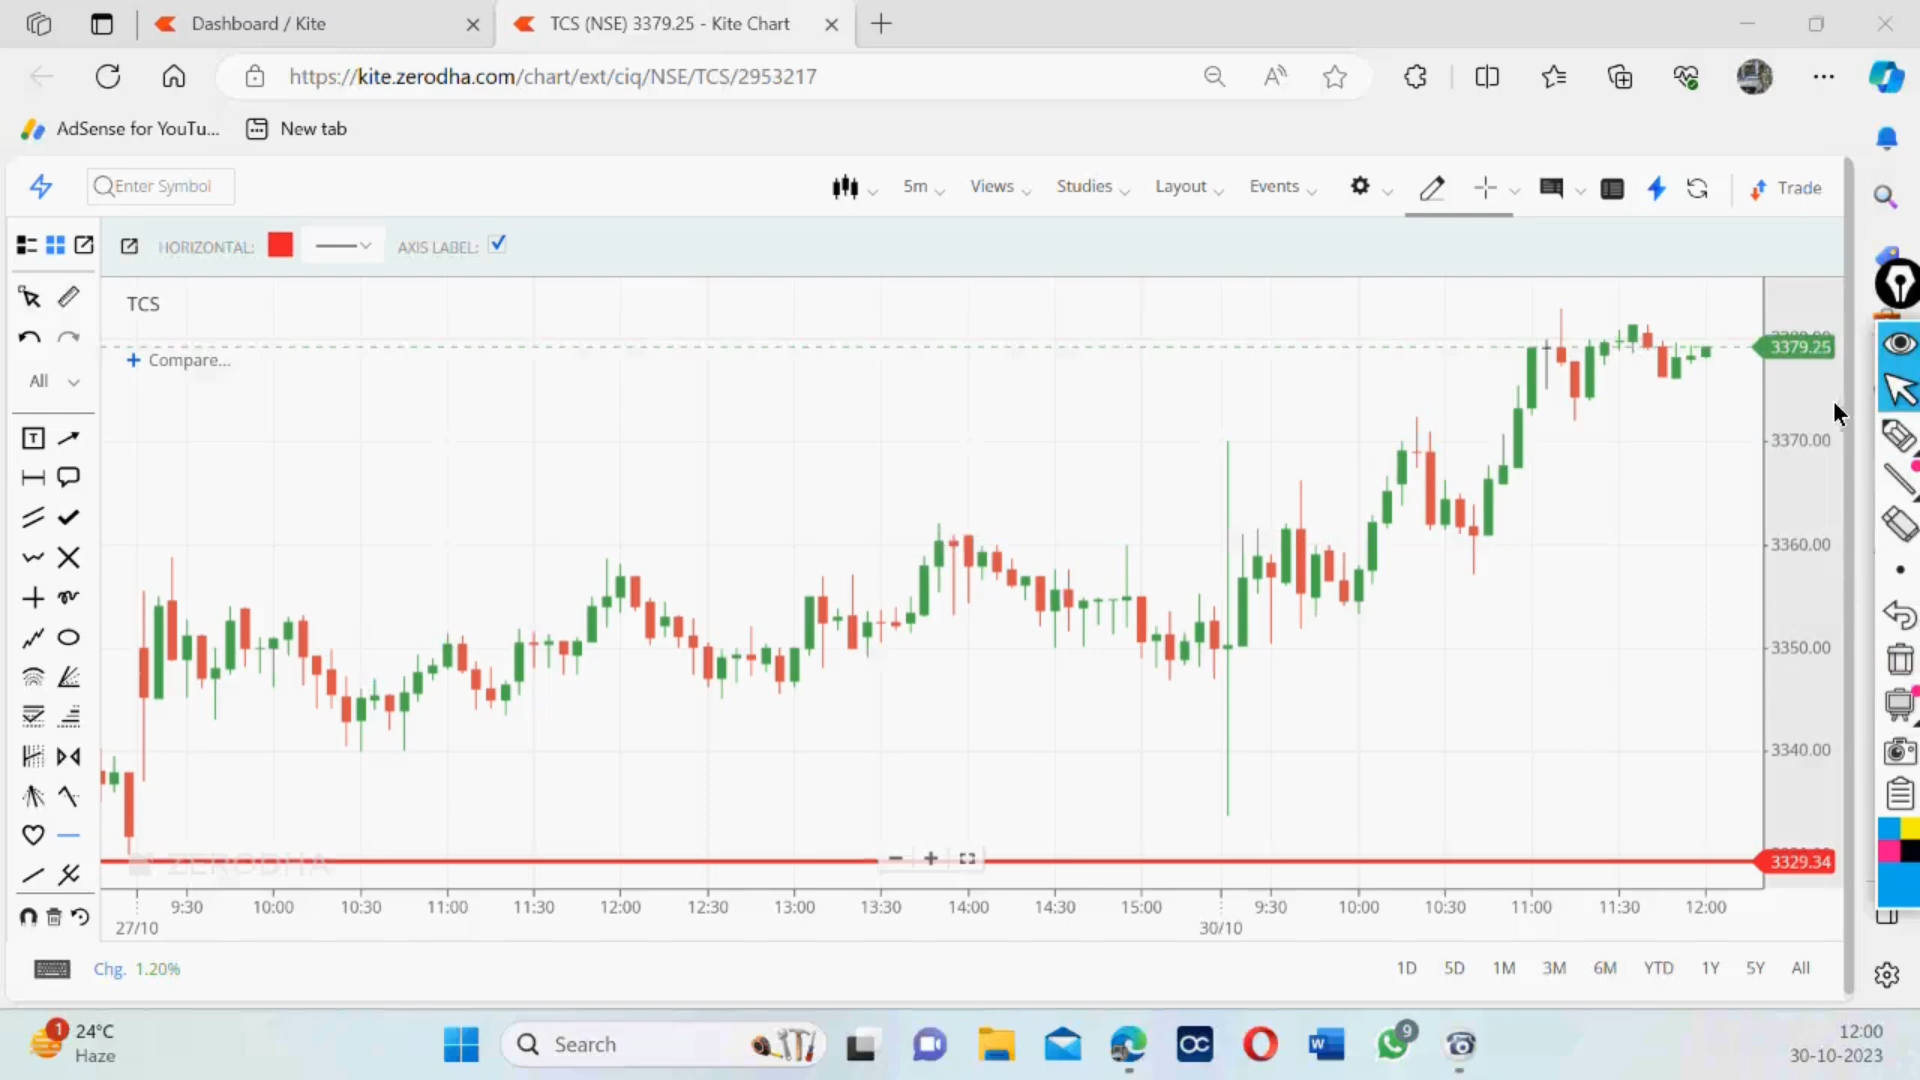 Dashboard / Kite
TCS (NSE) 3379.25 - Kite Chart
https://kite.zerodha.com/chart/ext/ciq/NSE/TCS/2953217
AdSense for YouTu...
New tab
Enter Symbol
5m
Views
Studies
Layout
Events
Trade
HORIZONTAL:
AXIS LABEL:
TCS
Compare...
All
T
3379.25
3370.00
3360.00
3350.00
3340.00
3329.34
ZERODHA
9:30 10:00 10:30 11:00 11:30 12:00 12:30 13:00 13:30 14:00 14:30 15:00 9:30 10:00 10:30 11:00 11:30 12:00
27/10 30/10
Chg. 1.20%
1D 5D 1M 3M 6M YTD 1Y 5Y All
1
24°C
Haze
Search
9
12:00
30-10-2023